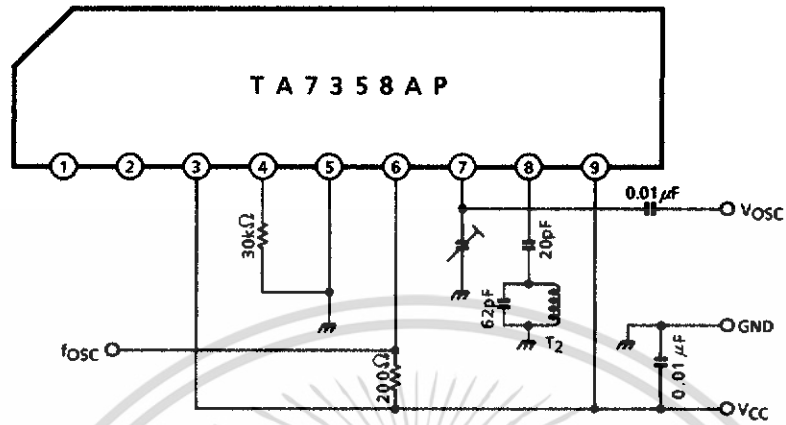 TA7358AP
1 2 3 4 5 6 7 8 9
0.01μF
VOSC
30kΩ
20pF
62pF
T2
GND
fOSC
200Ω
0.01μF
VCC